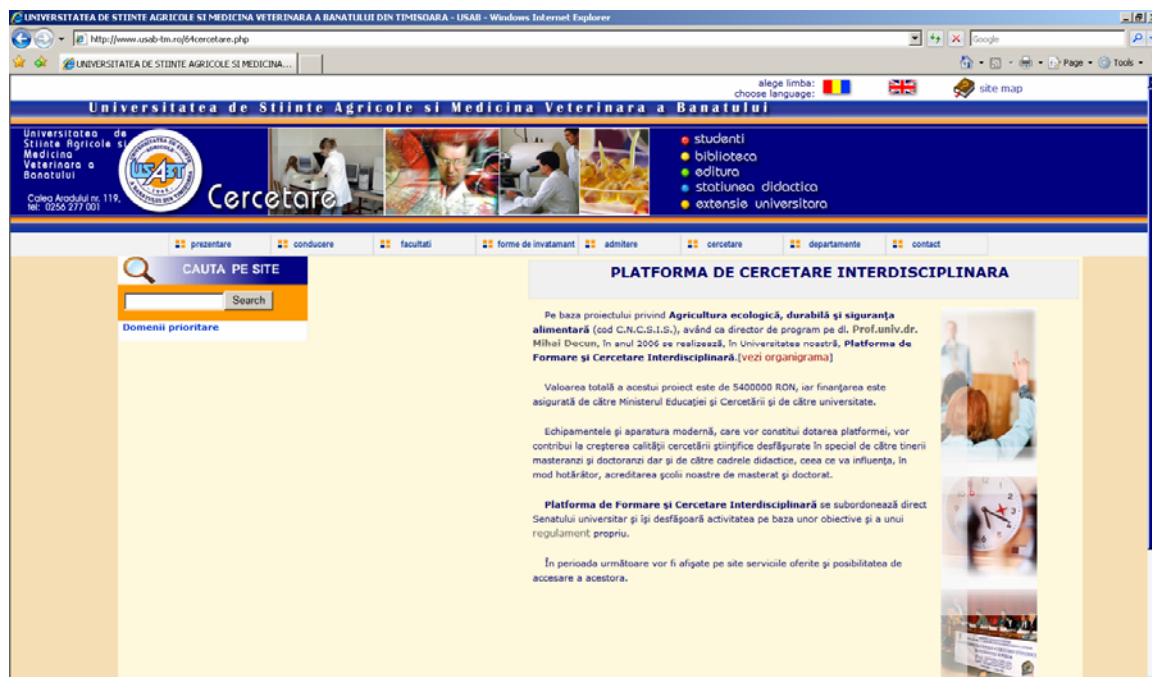 UNIVERSITATEA DE STIINTE AGRICOLE SI MEDICINA VETERINARA A BANATULUI DIN TIMISOARA - USAB - Windows Internet Explorer
http://www.usab-tm.ro/64cercetare.php
Google
UNIVERSITATEA DE STIINTE AGRICOLE SI MEDICINA...
Page
Tools
alege limba:
choose language:
site map
Universitatea de Stiinte Agricole si Medicina Veterinara a Banatului
Universitatea de
Stiinte Agricole si
Medicina
Veterinara a
Banatului
Calea Aradului nr. 119,
tel: 0256 277 001
Cercetare
studenti
biblioteca
editura
statiunea didactica
extensie universitara
prezentare
conducere
facultati
forme de invatamant
admitere
cercetare
departamente
contact
CAUTA PE SITE
Search
Domenii prioritare
PLATFORMA DE CERCETARE INTERDISCIPLINARA
Pe baza proiectului privind Agricultura ecologică, durabilă şi siguranţa
alimentară (cod C.N.C.S.I.S.), având ca director de program pe dl. Prof.univ.dr.
Mihai Decun, în anul 2006 se realizează, în Universitatea noastră, Platforma de
Formare şi Cercetare Interdisciplinară.[vezi organigrama]
Valoarea totală a acestui proiect este de 5400000 RON, iar finanţarea este
asigurată de către Ministerul Educaţiei şi Cercetării şi de către universitate.
Echipamentele şi aparatura modernă, care vor constitui dotarea platformei, vor
contribui la creşterea calităţii cercetării ştiinţifice desfăşurate în special de către tinerii
masteranzi şi doctoranzi dar şi de către cadrele didactice, ceea ce va influenţa, în
mod hotărâtor, acreditarea şcolii noastre de masterat şi doctorat.
Platforma de Formare şi Cercetare Interdisciplinară se subordonează direct
Senatului universitar şi îşi desfăşoară activitatea pe baza unor obiective şi a unui
regulament propriu.
În perioada următoare vor fi afişate pe site serviciile oferite şi posibilitatea de
accesare a acestora.